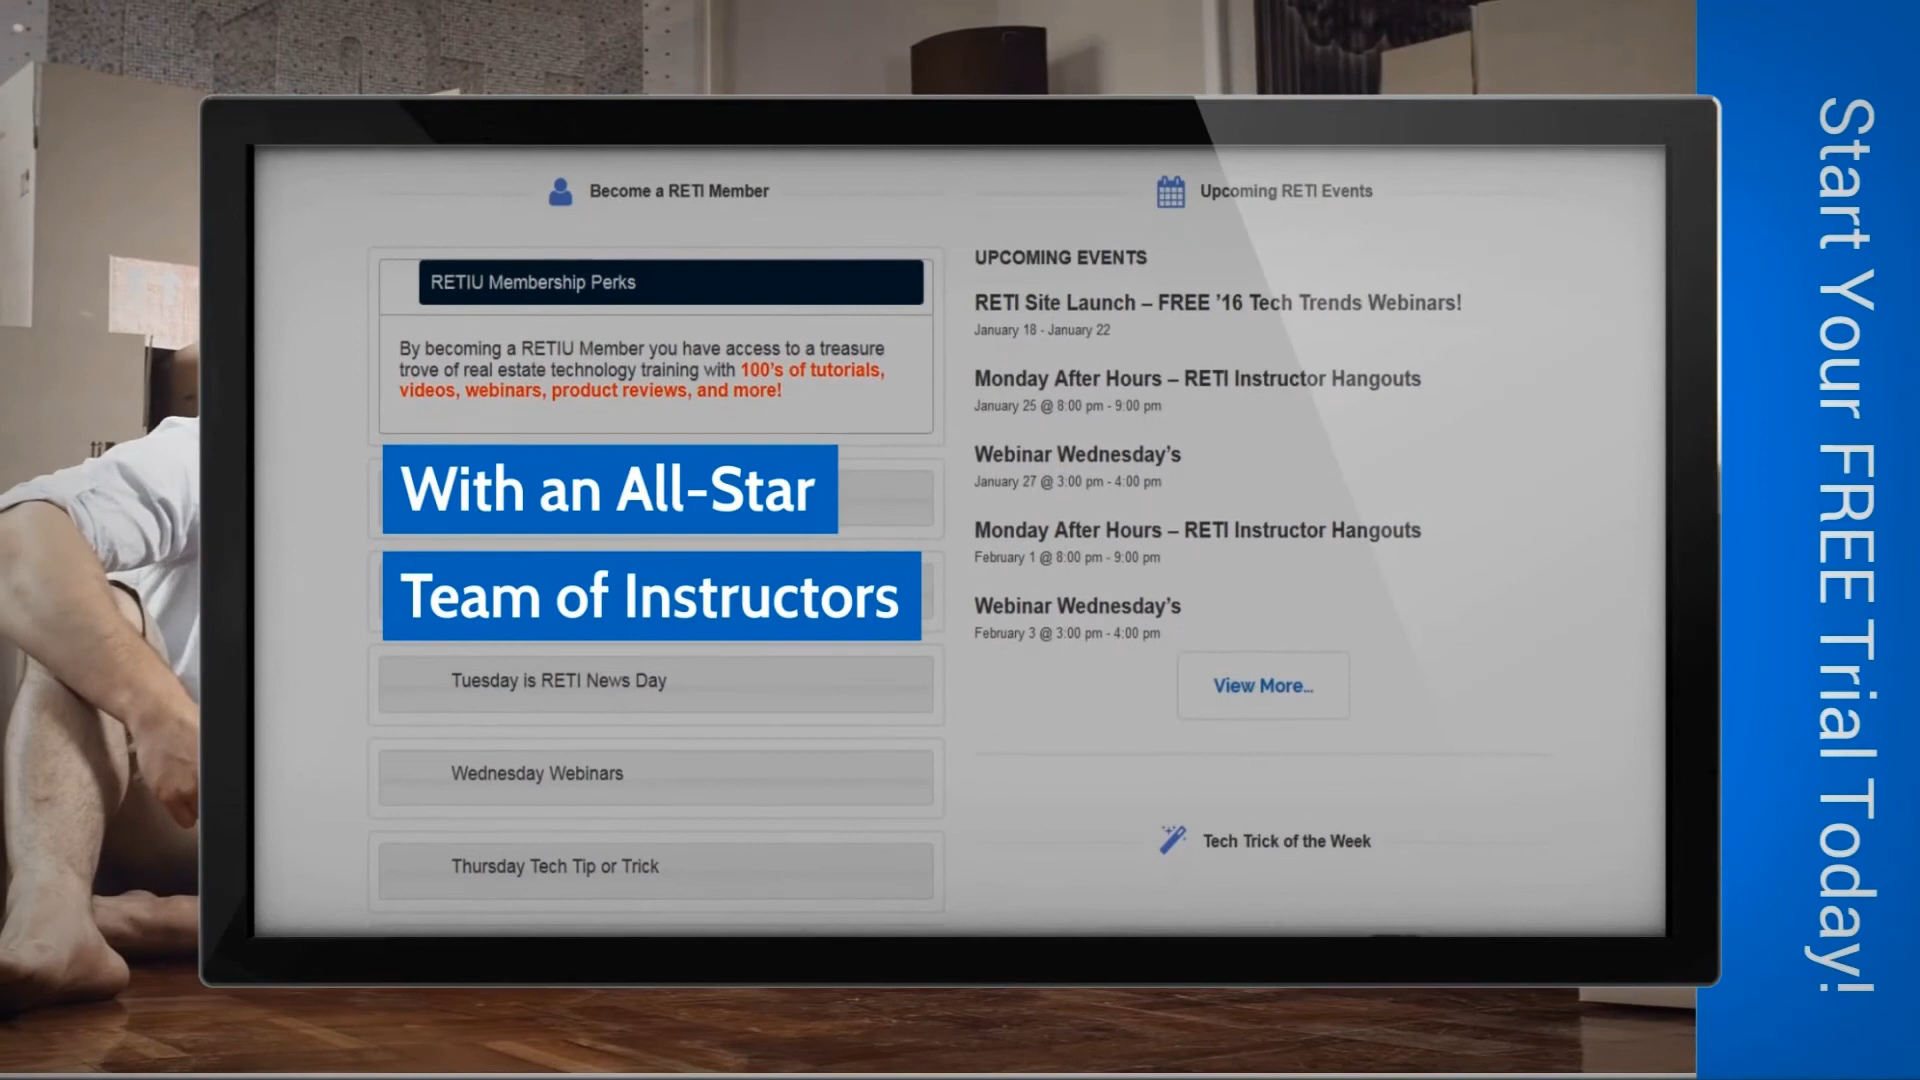 Become a RETI Member
RETIU Membership Perks
By becoming a RETIU Member you have access to a treasure
trove of real estate technology training with 100's of tutorials,
videos, webinars, product reviews, and more!
With an All-Star
Team of Instructors
Tuesday is RETI News Day
Wednesday Webinars
Thursday Tech Tip or Trick
Upcoming RETI Events
UPCOMING EVENTS
RETI Site Launch – FREE '16 Tech Trends Webinars!
January 18 - January 22
Monday After Hours – RETI Instructor Hangouts
January 25 @ 8:00 pm - 9:00 pm
Webinar Wednesday's
January 27 @ 3:00 pm - 4:00 pm
Monday After Hours – RETI Instructor Hangouts
February 1 @ 8:00 pm - 9:00 pm
Webinar Wednesday's
February 3 @ 3:00 pm - 4:00 pm
View More...
Tech Trick of the Week
Start Your FREE Trial Today!